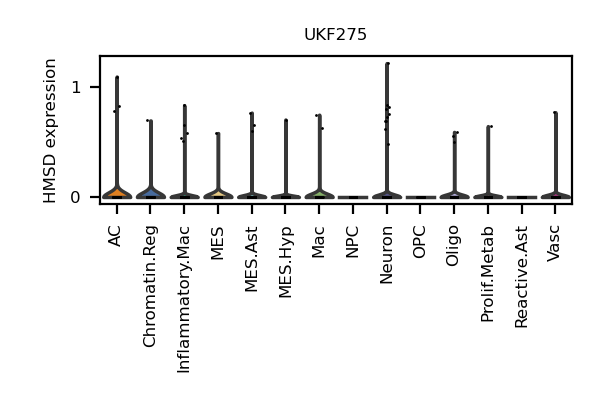 UKF275
HMSD expression
1
0
AC
Chromatin.Reg
Inflammatory.Mac
MES
MES.Ast
MES.Hyp
Mac
NPC
Neuron
OPC
Oligo
Prolif.Metab
Reactive.Ast
Vasc